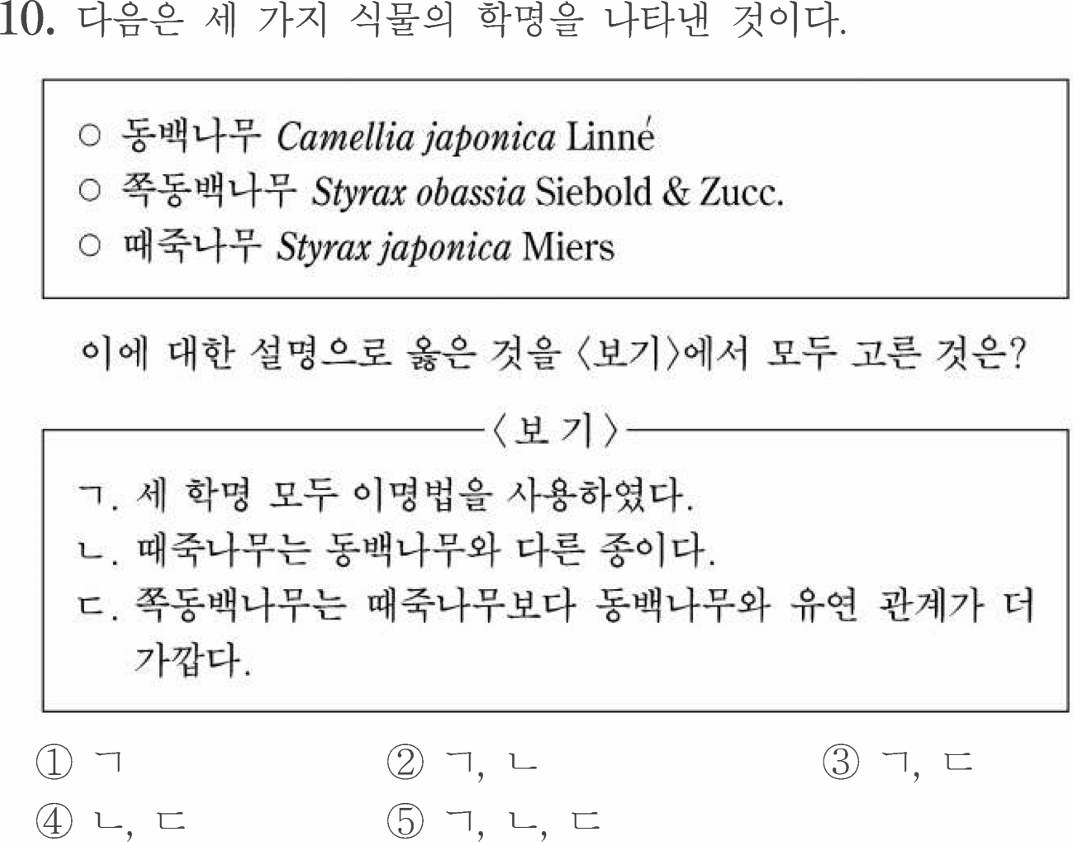 10. 다음은 세 가지 식물의 학명을 나타낸 것이다.
○ 동백나무 Camellia japonica Linné
○ 쪽동백나무 Styrax obassia Siebold & Zucc.
○ 때죽나무 Styrax japonica Miers
이에 대한 설명으로 옳은 것을 〈보기〉에서 모두 고른 것은?
〈보 기〉
ㄱ. 세 학명 모두 이명법을 사용하였다.
ㄴ. 때죽나무는 동백나무와 다른 종이다.
ㄷ. 쪽동백나무는 때죽나무보다 동백나무와 유연 관계가 더
가깝다.
① ㄱ ② ㄱ, ㄴ ③ ㄱ, ㄷ
④ ㄴ, ㄷ ⑤ ㄱ, ㄴ, ㄷ